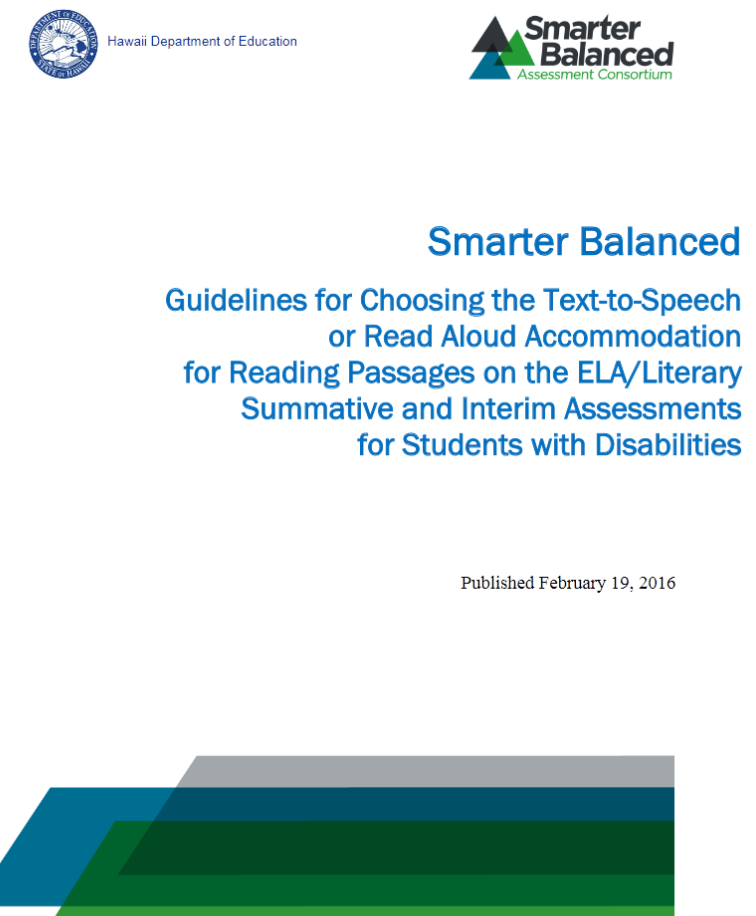 DEPARTMENT OF EDUCATION
STATE OF HAWAII
Hawaii Department of Education
Smarter
Balanced
Assessment Consortium
Smarter Balanced
Guidelines for Choosing the Text-to-Speech
or Read Aloud Accommodation
for Reading Passages on the ELA/Literary
Summative and Interim Assessments
for Students with Disabilities
Published February 19, 2016